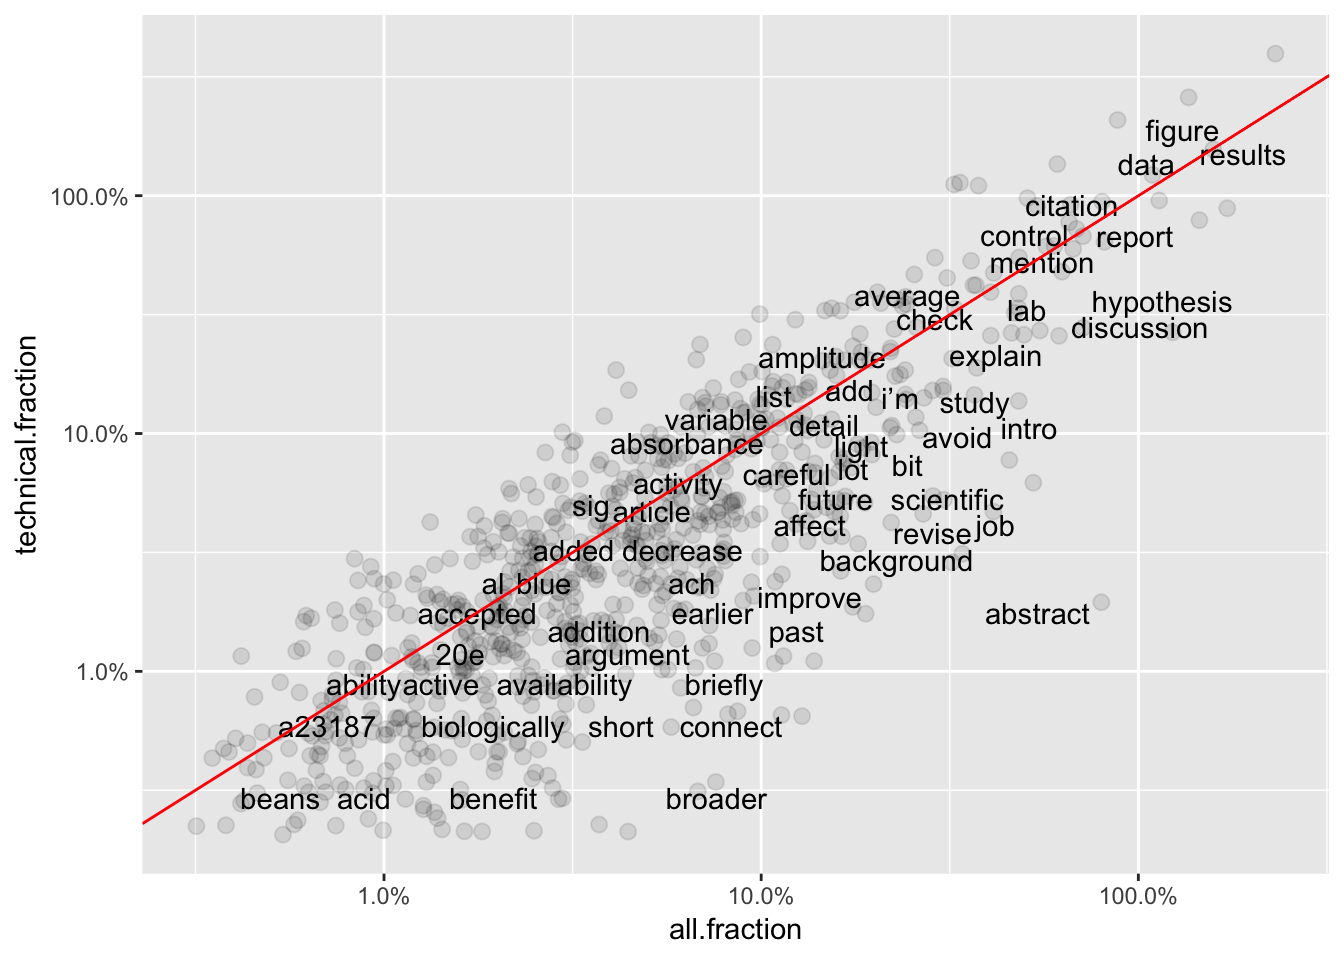 figure
results
data
100.0%
citation
control
report
mention
average
hypothesis
lab
check
discussion
amplitude
explain
list
add
i’m
study
variable
detail
intro
10.0%
avoid
absorbance
light
bit
lot
careful
activity
future
scientific
sig
article
affect
job
revise
technical.fraction
added
decrease
background
al
blue
ach
improve
accepted
earlier
abstract
addition
past
20e
argument
1.0%
ability
active
availability
briefly
a23187
biologically
short
connect
beans
acid
benefit
broader
1.0%
10.0%
100.0%
all.fraction